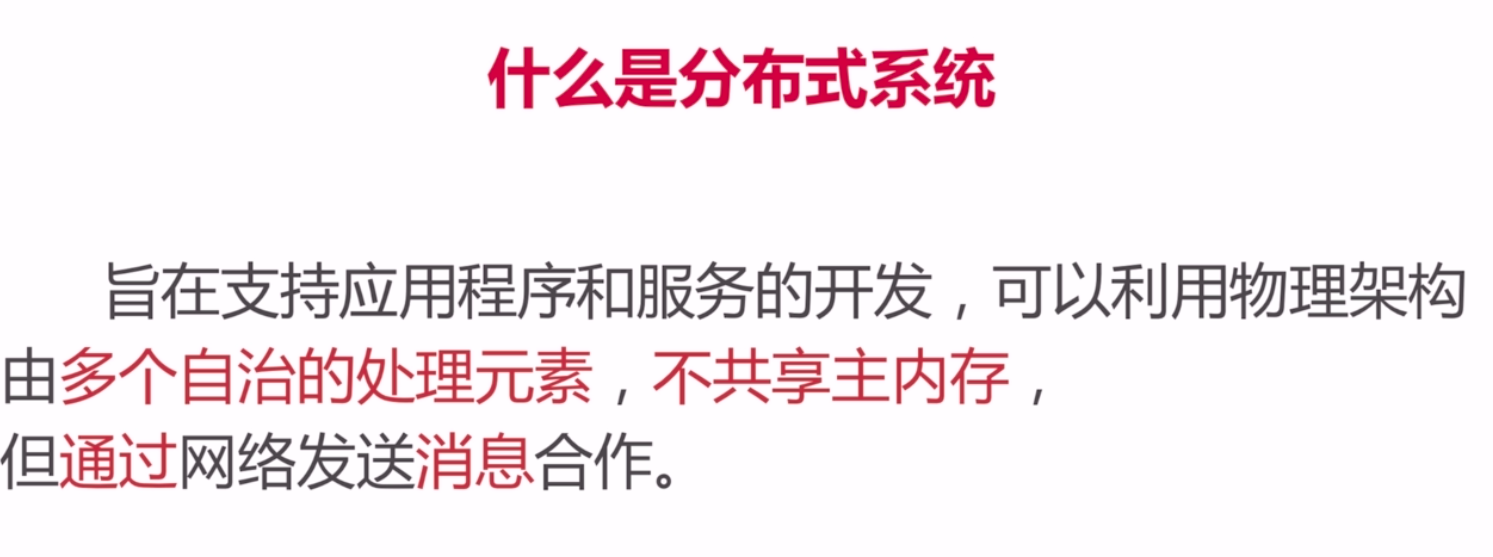 什么是分布式系统
旨在支持应用程序和服务的开发，可以利用物理架构
由多个自治的处理元素，不共享主内存，
但通过网络发送消息合作。